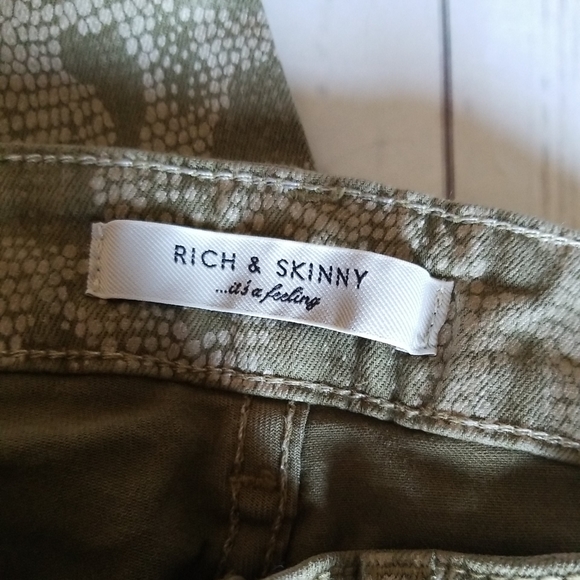 RICH & SKINNY
...it's a feeling